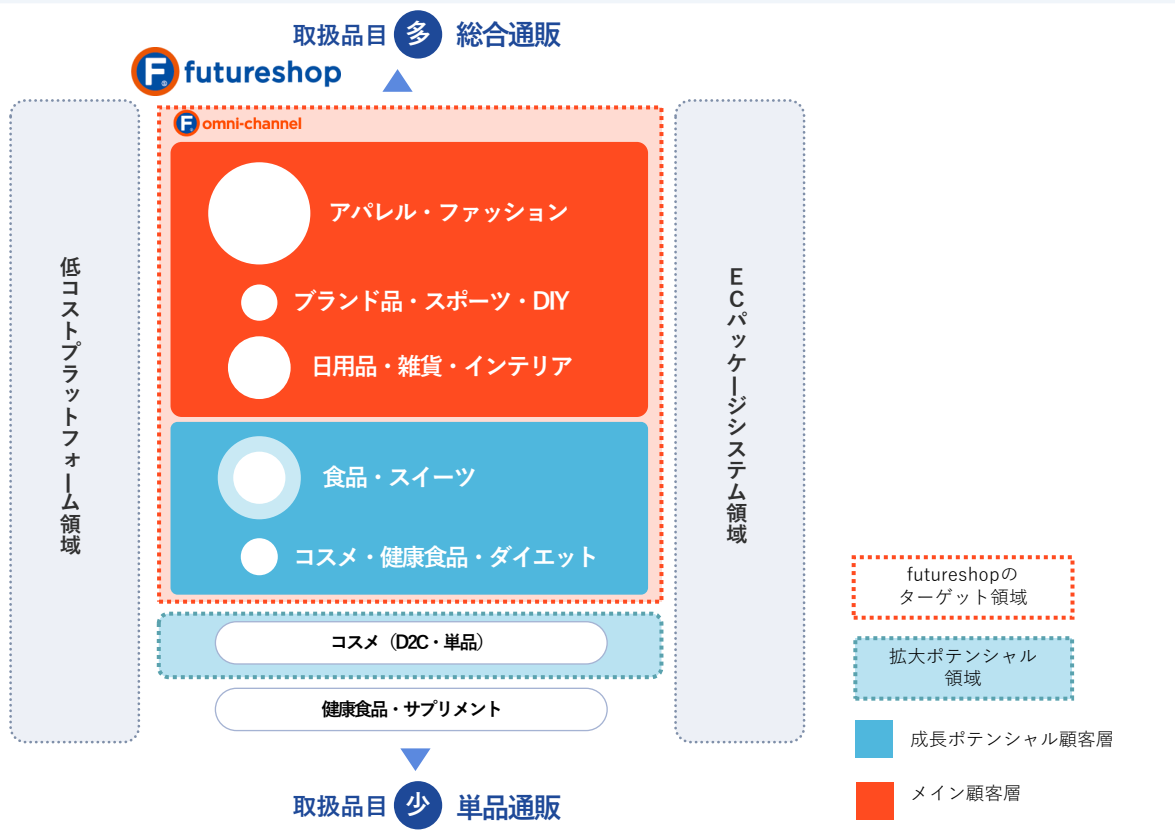 取扱品目 多 総合通販
F futureshop
F omni-channel
アパレル・ファッション
ブランド品・スポーツ・DIY
日用品・雑貨・インテリア
食品・スイーツ
コスメ・健康食品・ダイエット
コスメ（D2C・単品）
健康食品・サプリメント
取扱品目 少 単品通販
低コストプラットフォーム領域
ECパッケージシステム領域
futureshopの
ターゲット領域
拡大ポテンシャル
領域
成長ポテンシャル顧客層
メイン顧客層